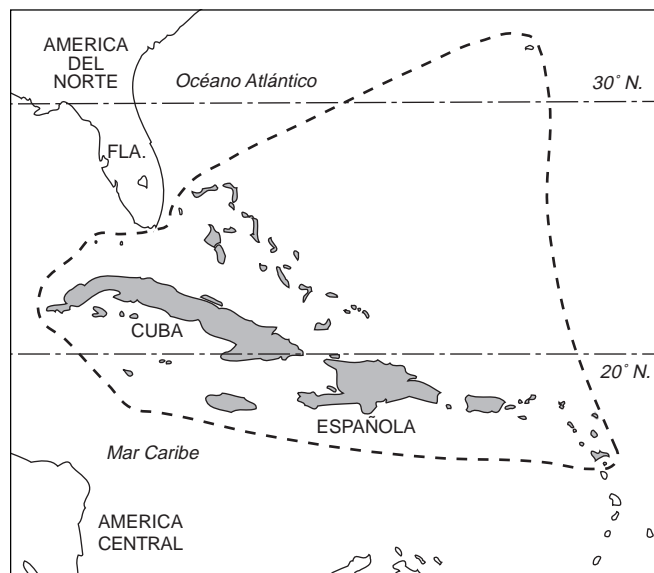 AMERICA
DEL
NORTE
Océano Atlántico
30° N.
FLA.
CUBA
20° N.
ESPAÑOLA
Mar Caribe
AMERICA
CENTRAL